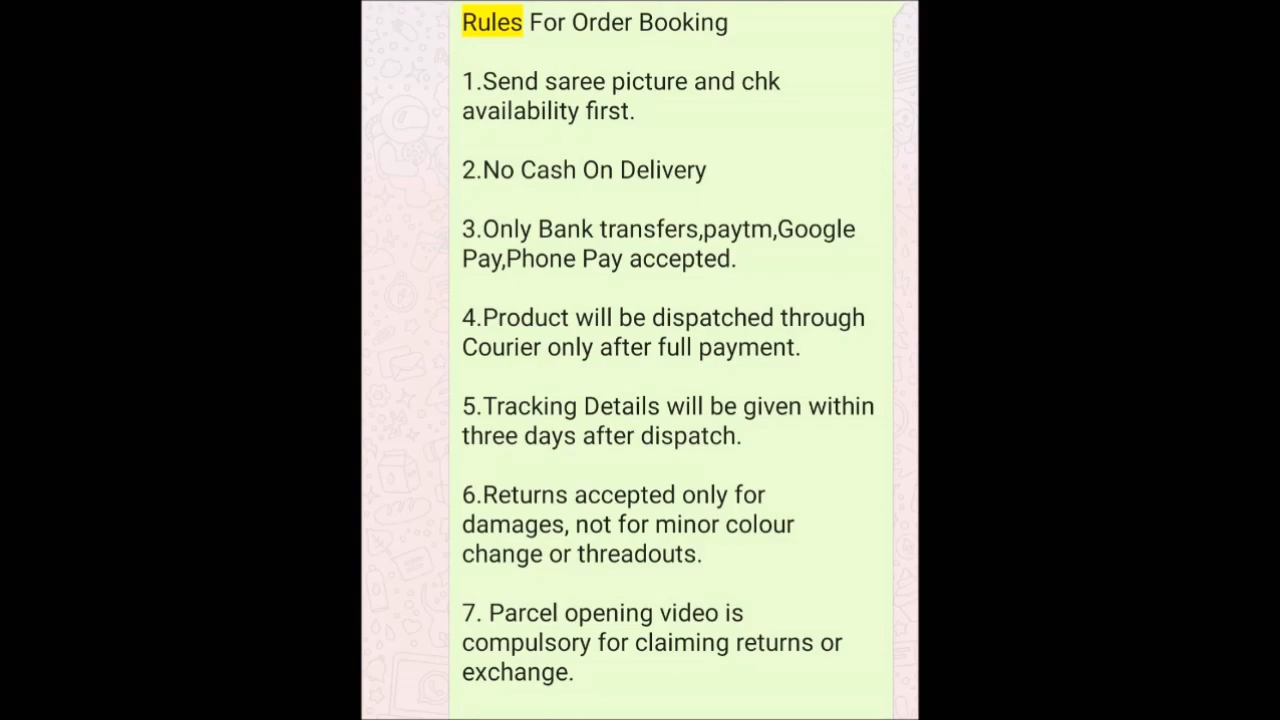 Rules For Order Booking
1.Send saree picture and chk
availability first.
2.No Cash On Delivery
3.Only Bank transfers,paytm,Google
Pay,Phone Pay accepted.
4.Product will be dispatched through
Courier only after full payment.
5.Tracking Details will be given within
three days after dispatch.
6.Returns accepted only for
damages, not for minor colour
change or threadouts.
7. Parcel opening video is
compulsory for claiming returns or
exchange.